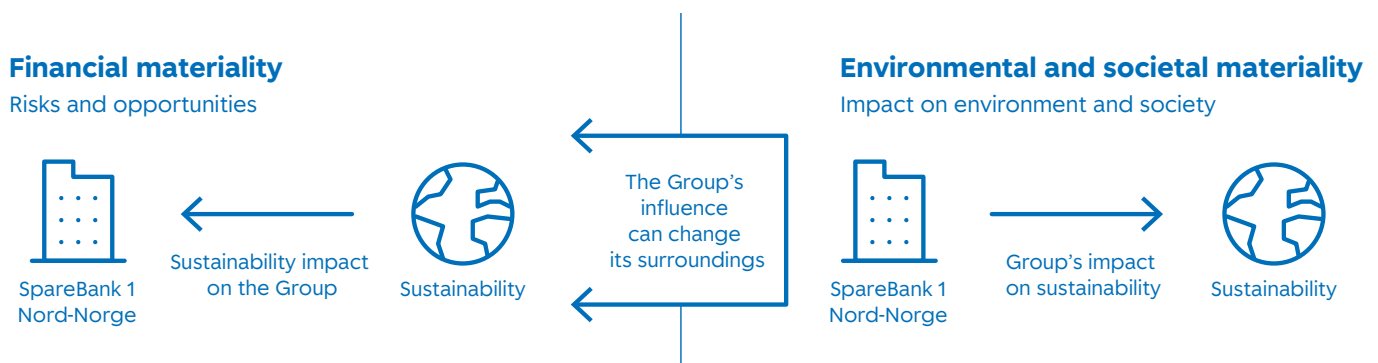 Financial materiality
Risks and opportunities
SpareBank 1
Nord-Norge
Sustainability impact
on the Group
Sustainability
The Group’s
influence
can change
its surroundings
Environmental and societal materiality
Impact on environment and society
SpareBank 1
Nord-Norge
Group’s impact
on sustainability
Sustainability